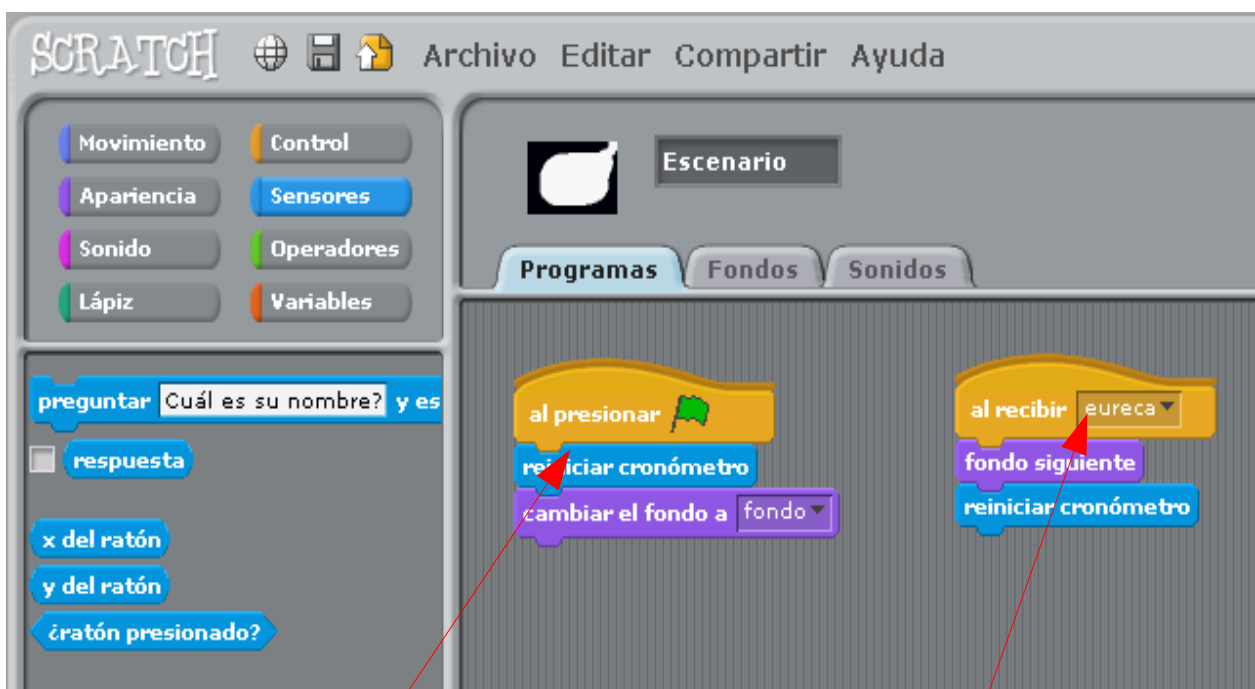 SCRATCH Archivo Editar Compartir Ayuda
Movimiento Control
Apariencia Sensores
Sonido Operadores
Lápiz Variables
Escenario
Programas Fondos Sonidos
preguntar Cuál es su nombre? y es
respuesta
x del ratón
y del ratón
¿ratón presionado?
al presionar
reiniciar cronómetro
cambiar el fondo a fondo
al recibir eureca
fondo siguiente
reiniciar cronómetro